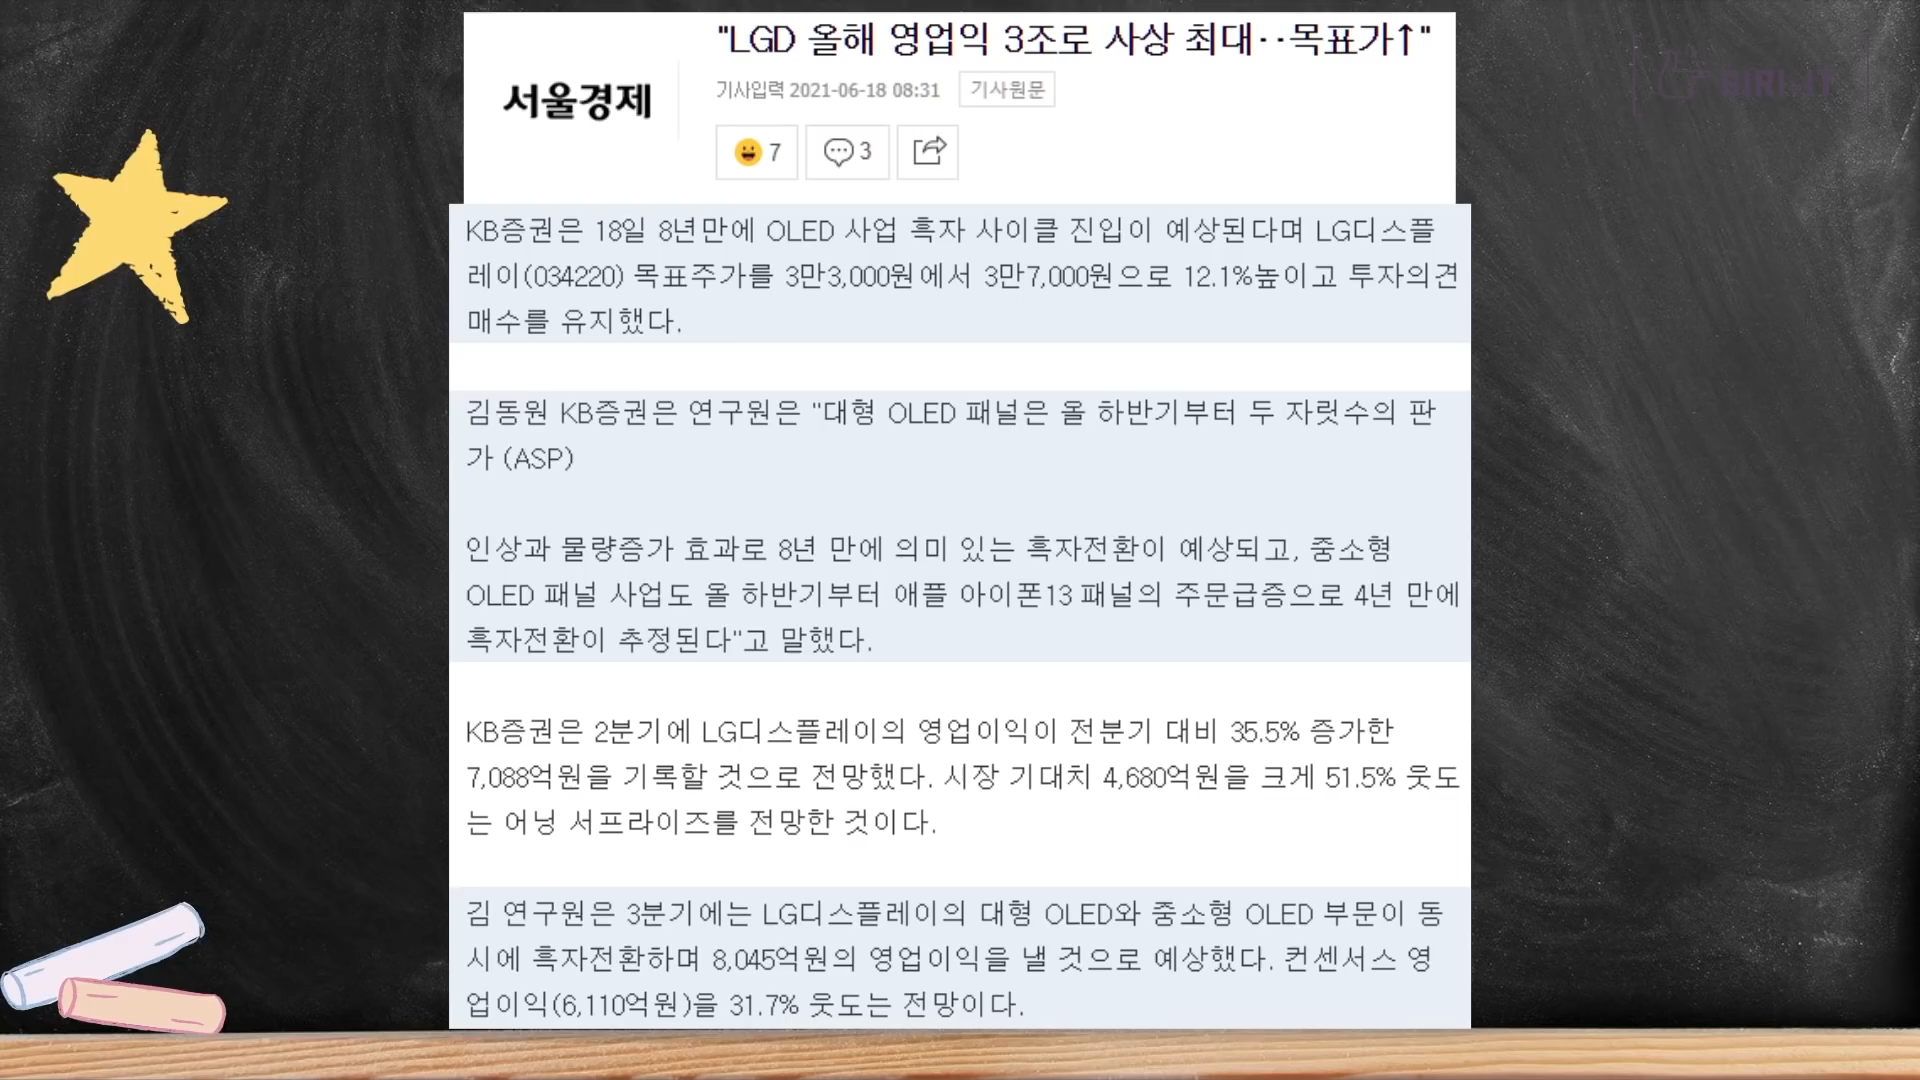 "LGD 올해 영업익 3조로 사상 최대··목표가↑"
서울경제
기사입력 2021-06-18 08:31 기사원문
7 3
KB증권은 18일 8년만에 OLED 사업 흑자 사이클 진입이 예상된다며 LG디스플
레이(034220) 목표주가를 3만3,000원에서 3만7,000원으로 12.1%높이고 투자의견
매수를 유지했다.
김동원 KB증권은 연구원은 "대형 OLED 패널은 올 하반기부터 두 자릿수의 판
가 (ASP)
인상과 물량증가 효과로 8년 만에 의미 있는 흑자전환이 예상되고, 중소형
OLED 패널 사업도 올 하반기부터 애플 아이폰13 패널의 주문급증으로 4년 만에
흑자전환이 추정된다"고 말했다.
KB증권은 2분기에 LG디스플레이의 영업이익이 전분기 대비 35.5% 증가한
7,088억원을 기록할 것으로 전망했다. 시장 기대치 4,680억원을 크게 51.5% 웃도
는 어닝 서프라이즈를 전망한 것이다.
김 연구원은 3분기에는 LG디스플레이의 대형 OLED와 중소형 OLED 부문이 동
시에 흑자전환하며 8,045억원의 영업이익을 낼 것으로 예상했다. 컨센서스 영
업이익(6,110억원)을 31.7% 웃도는 전망이다.